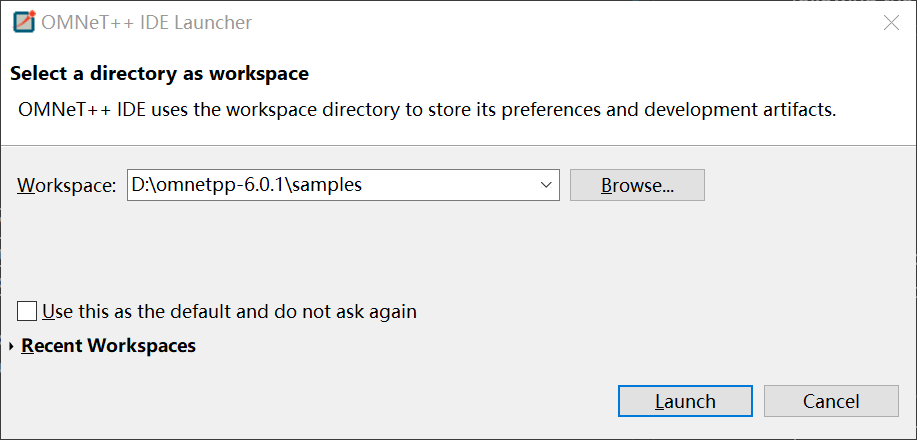 OMNeT++ IDE Launcher
Select a directory as workspace
OMNeT++ IDE uses the workspace directory to store its preferences and development artifacts.
Workspace: D:\omnetpp-6.0.1\samples Browse...
Use this as the default and do not ask again
Recent Workspaces
Launch Cancel